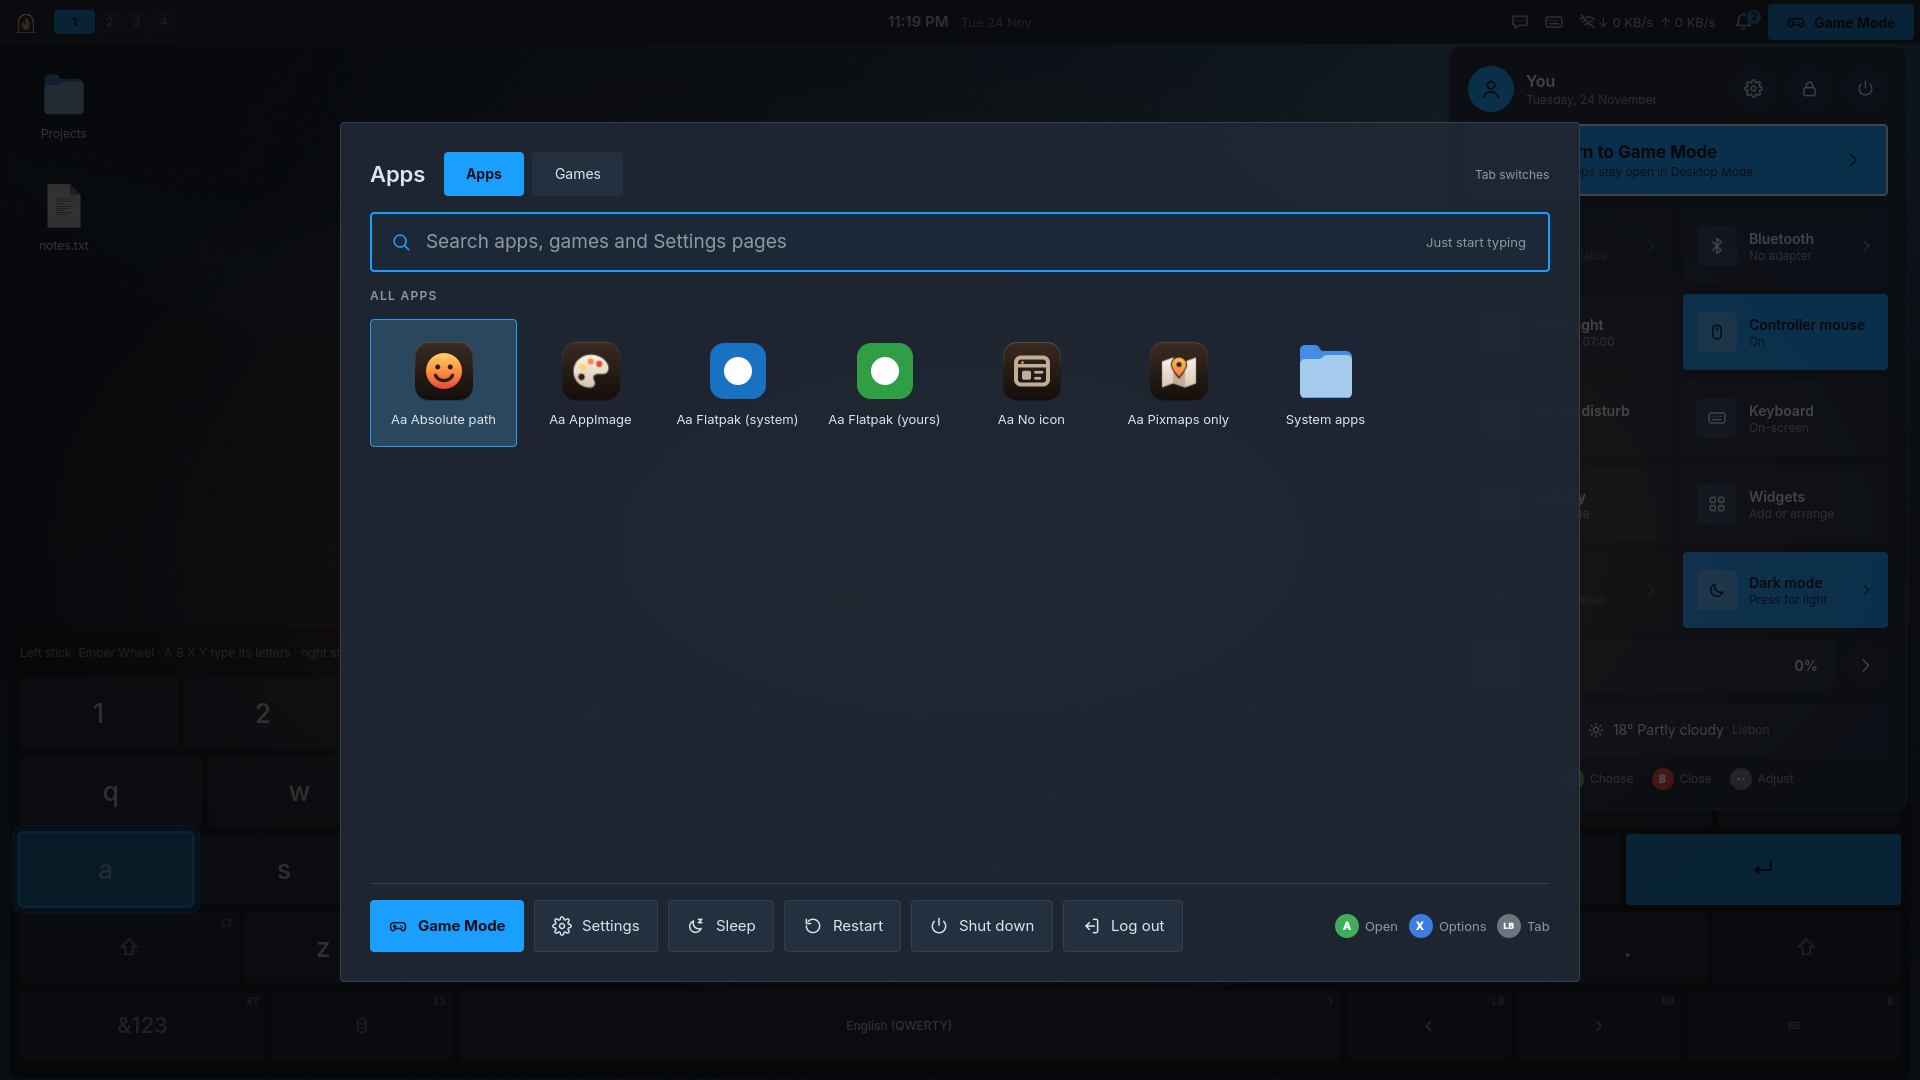 1 2 3 4
11:19 PM Tue 24 Nov
0 KB/s 0 KB/s
2
Game Mode
Projects
notes.txt
You
Tuesday, 24 November
n to Game Mode
ps stay open in Desktop Mode
Apps
Apps
Games
Tab switches
Search apps, games and Settings pages
Just start typing
ALL APPS
Aa Absolute path
Aa AppImage
Aa Flatpak (system)
Aa Flatpak (yours)
Aa No icon
Aa Pixmaps only
System apps
Bluetooth
No adapter
ght
07:00
Controller mouse
On
disturb
Keyboard
On-screen
Widgets
Add or arrange
Dark mode
Press for light
0%
18° Partly cloudy Lisbon
Choose
B Close
Adjust
Left stick: Ember Wheel · A B X Y type its letters · right st
1 2
q w
a s
LT
z
.
RT
&123
L3
Y
English (QWERTY)
LB
RB
B
Game Mode
Settings
Sleep
Restart
Shut down
Log out
A Open
X Options
LB Tab